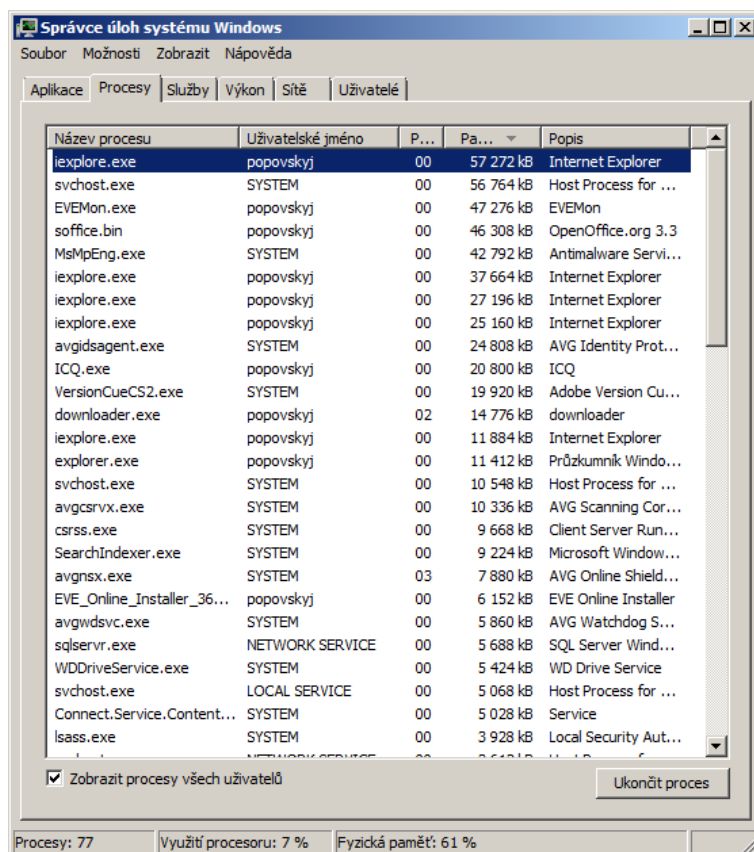 Správce úloh systému Windows
Soubor Možnosti Zobrazit Nápověda
Aplikace Procesy Služby Výkon Sítě Uživatelé
Název procesu Uživatelské jméno P... Pa... Popis
iexplore.exe popovskyj 00 57 272 kB Internet Explorer
svchost.exe SYSTEM 00 56 764 kB Host Process for ...
EVEMon.exe popovskyj 00 47 276 kB EVEMon
soffice.bin popovskyj 00 46 308 kB OpenOffice.org 3.3
MsMpEng.exe SYSTEM 00 42 792 kB Antimalware Servi...
iexplore.exe popovskyj 00 37 664 kB Internet Explorer
iexplore.exe popovskyj 00 27 196 kB Internet Explorer
iexplore.exe popovskyj 00 25 160 kB Internet Explorer
avgidsagent.exe SYSTEM 00 24 808 kB AVG Identity Prot...
ICQ.exe popovskyj 00 20 800 kB ICQ
VersionCueCS2.exe SYSTEM 00 19 920 kB Adobe Version Cu...
downloader.exe popovskyj 02 14 776 kB downloader
iexplore.exe popovskyj 00 11 884 kB Internet Explorer
explorer.exe popovskyj 00 11 412 kB Průzkumník Windo...
svchost.exe SYSTEM 00 10 548 kB Host Process for ...
avgcsrvx.exe SYSTEM 00 10 336 kB AVG Scanning Cor...
csrss.exe SYSTEM 00 9 668 kB Client Server Run...
SearchIndexer.exe SYSTEM 00 9 224 kB Microsoft Window...
avgnsx.exe SYSTEM 03 7 880 kB AVG Online Shield...
EVE_Online_Installer_36... popovskyj 00 6 152 kB EVE Online Installer
avgwdsvc.exe SYSTEM 00 5 860 kB AVG Watchdog S...
sqlservr.exe NETWORK SERVICE 00 5 688 kB SQL Server Wind...
WDDriveService.exe SYSTEM 00 5 424 kB WD Drive Service
svchost.exe LOCAL SERVICE 00 5 068 kB Host Process for ...
Connect.Service.Content... SYSTEM 00 5 028 kB Service
lsass.exe SYSTEM 00 3 928 kB Local Security Aut...
Zobrazit procesy všech uživatelů Ukončit proces
Procesy: 77 Využití procesoru: 7 % Fyzická paměť: 61 %